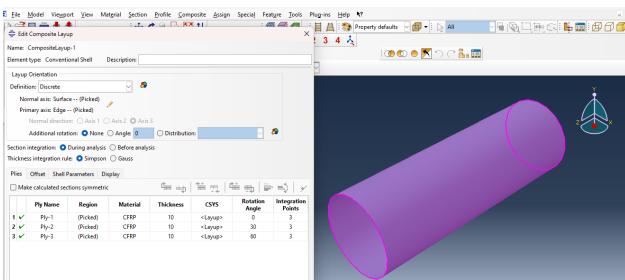 File Model Viewport View Material Section Profile Composite Assign Special Feature Tools Plug-ins Help
Property defaults All
Edit Composite Layup
2 3 4
Name: CompositeLayup-1
Element type: Conventional Shell Description:
Layup Orientation
Definition: Discrete
Normal axis: Surface -- (Picked)
Primary axis: Edge -- (Picked)
Normal direction: Axis 1 Axis 2 Axis 3
Additional rotation: None Angle: 0 Distribution:
Section integration: During analysis Before analysis
Thickness integration rule: Simpson Gauss
Plies Offset Shell Parameters Display
Make calculated sections symmetric
Ply Name Region Material Thickness CSYS Rotation Angle Integration Points
1 Ply-1 (Picked) CFRP 10 <Layup> 0 3
2 Ply-2 (Picked) CFRP 10 <Layup> 30 3
3 Ply-3 (Picked) CFRP 10 <Layup> 60 3
Y
Z X